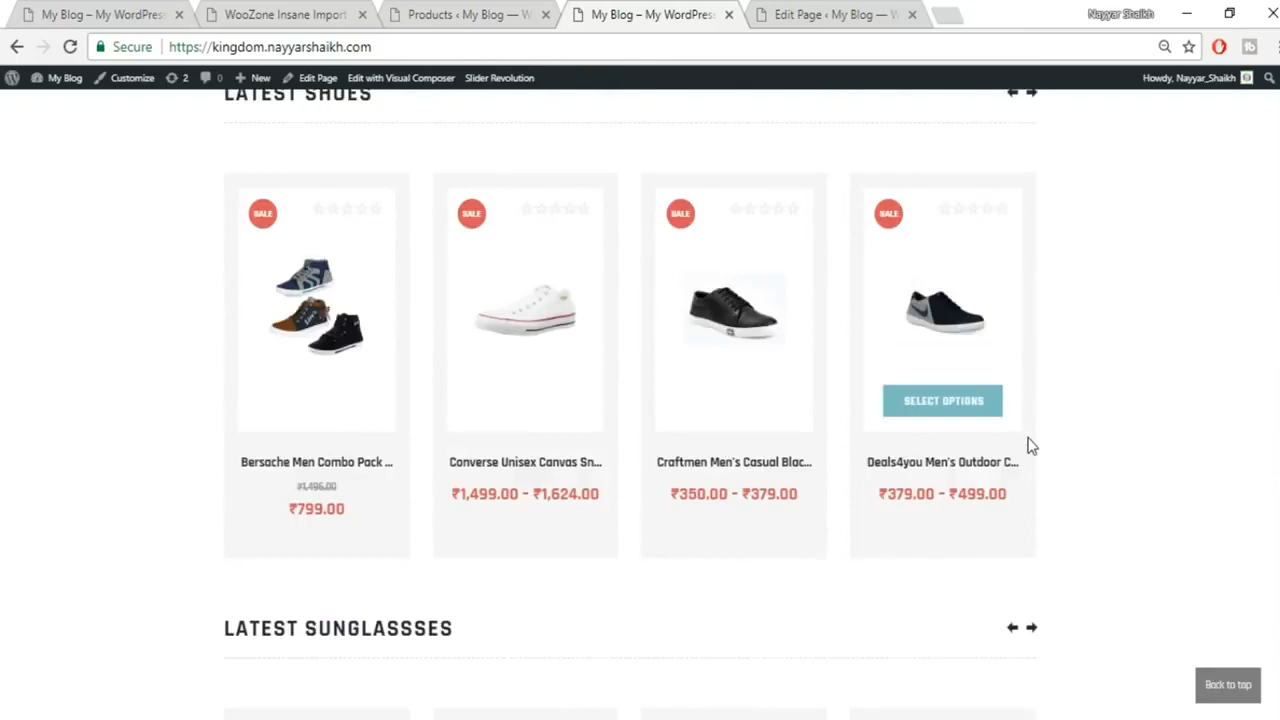 My WordPres
WooZone Insane Import
Products ‹ My Blog — W
My Blog – My WordPress
Edit Page ‹ My Blog — W
Nayyar Shaikh
Secure
https://kingdom.nayyarshaikh.com
My Blog
Customize
2
0
New
Edit Page
Edit with Visual Composer
Slider Revolution
Howdy, Nayyar_Shaikh
LATEST SHOES
SALE
SALE
SALE
SALE
SELECT OPTIONS
Bersache Men Combo Pack ...
Converse Unisex Canvas Sn...
Craftmen Men's Casual Blac...
Deals4you Men's Outdoor C...
₹1,496.00
₹799.00
₹1,499.00 - ₹1,624.00
₹350.00 - ₹379.00
₹379.00 - ₹499.00
LATEST SUNGLASSSES
Back to top